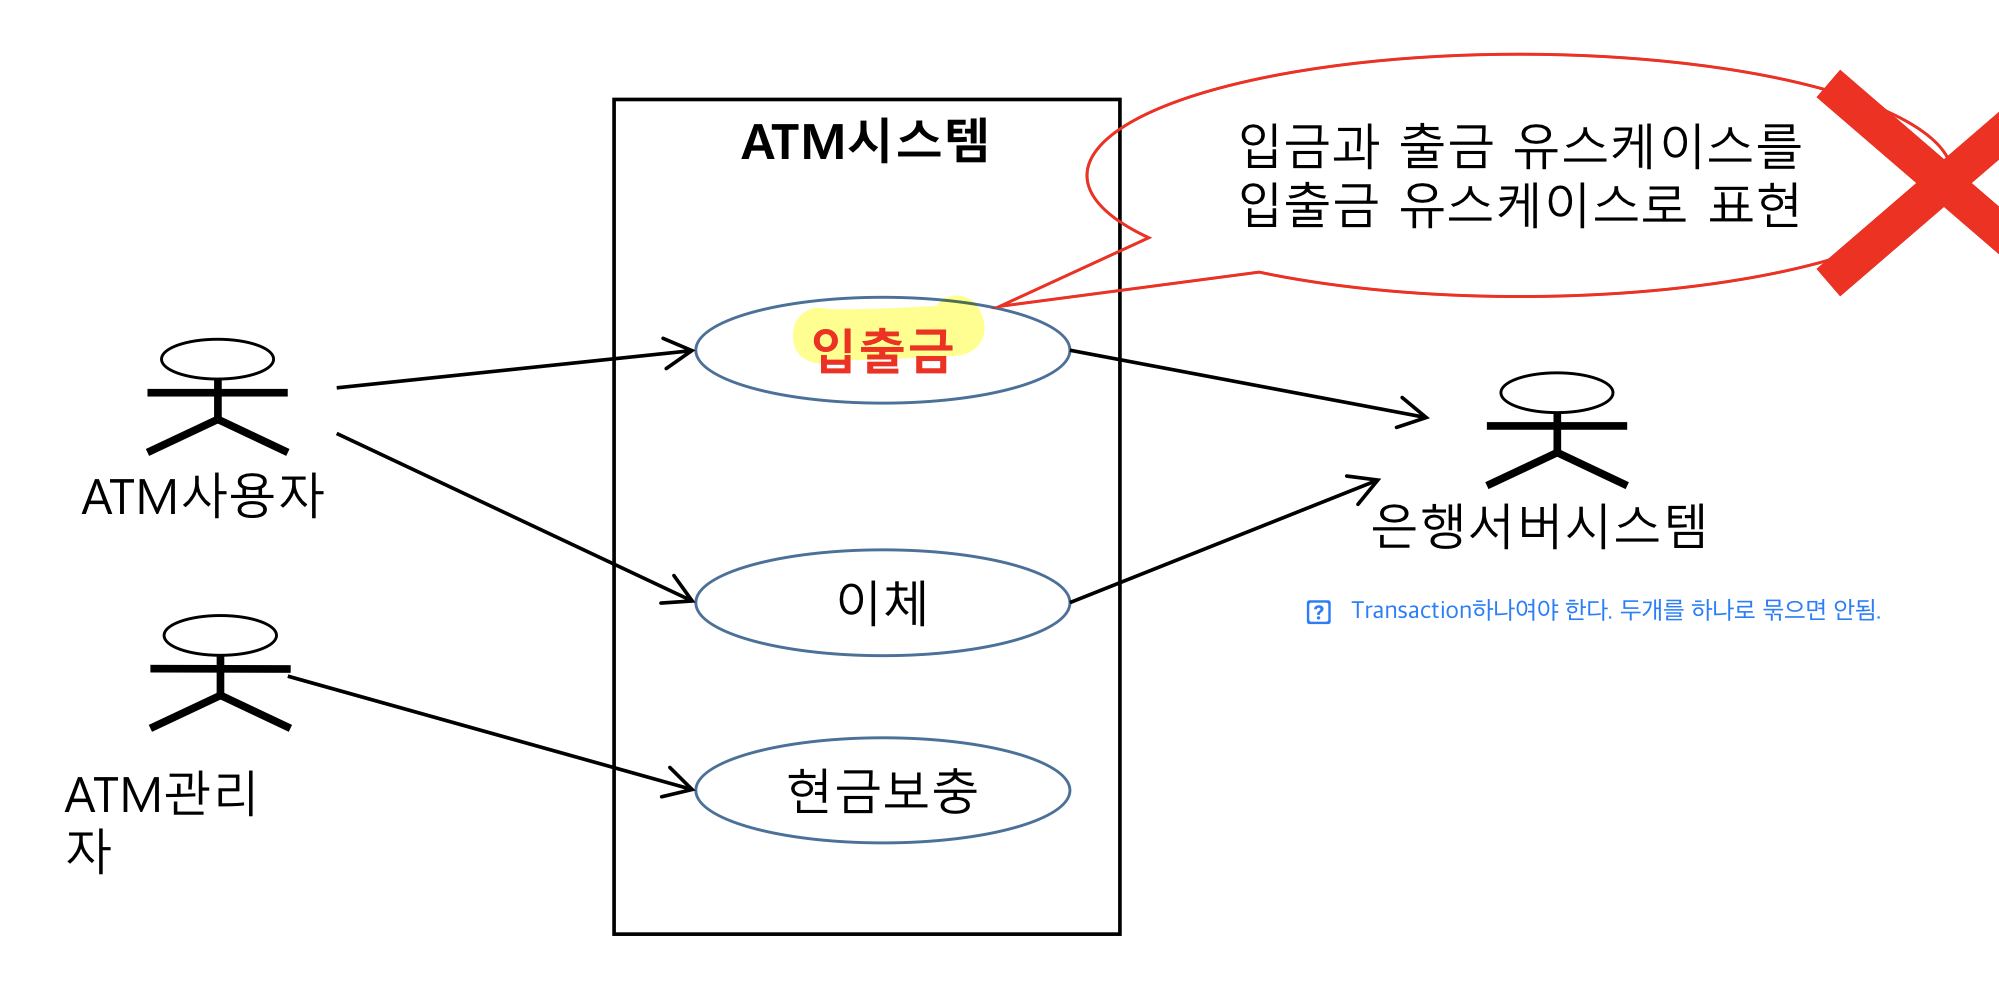 ATM시스템
입금과 출금 유스케이스를
입출금 유스케이스로 표현
입출금
ATM사용자
은행서버시스템
이체
? Transaction하나여야 한다. 두개를 하나로 묶으면 안됨.
현금보충
ATM관리
자